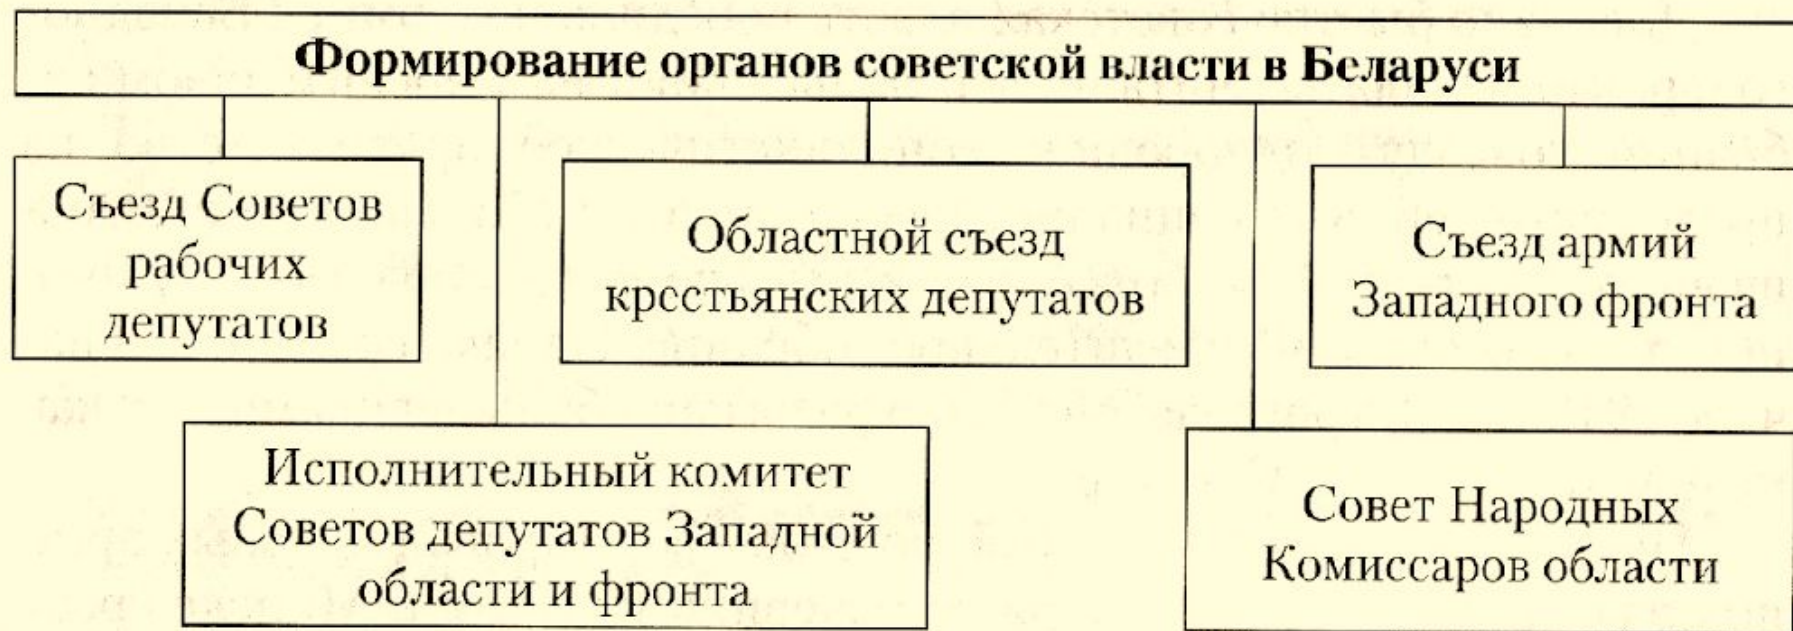 Формирование органов советской власти в Беларуси
Съезд Советов
рабочих
депутатов
Областной съезд
крестьянских депутатов
Съезд армий
Западного фронта
Исполнительный комитет
Советов депутатов Западной
области и фронта
Совет Народных
Комиссаров области